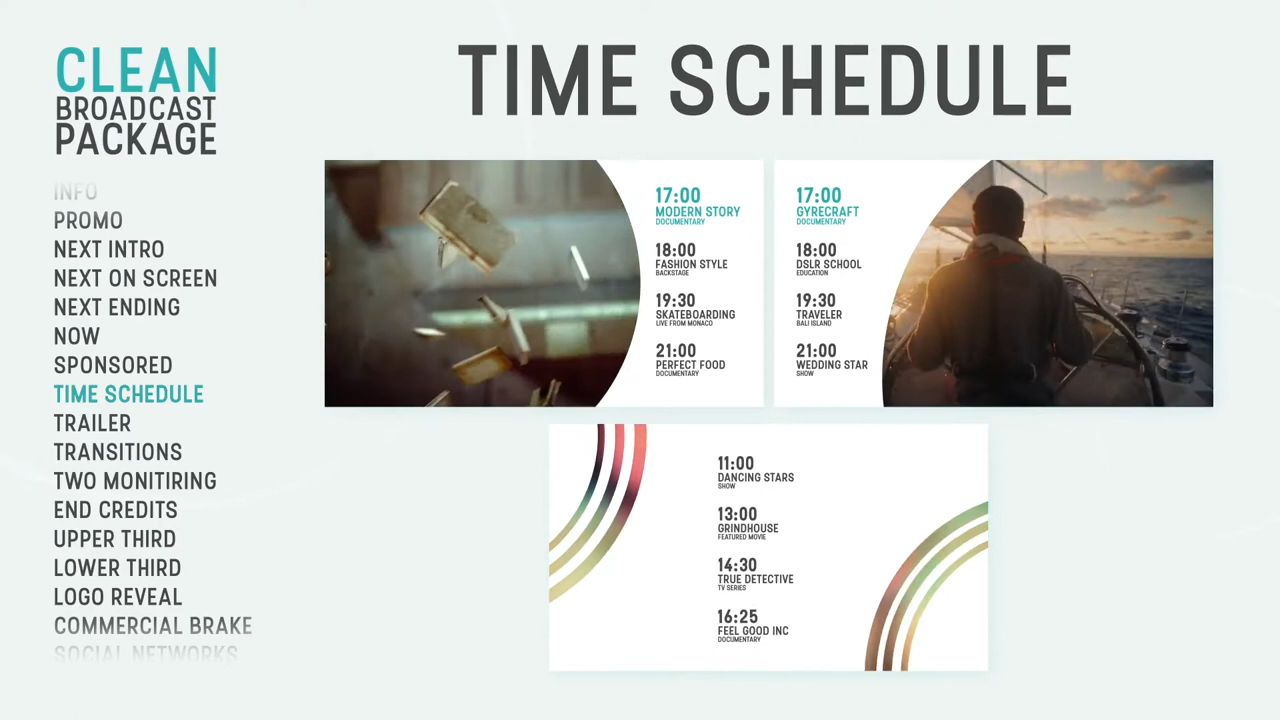 CLEAN
BROADCAST
PACKAGE
INFO
PROMO
NEXT INTRO
NEXT ON SCREEN
NEXT ENDING
NOW
SPONSORED
TIME SCHEDULE
TRAILER
TRANSITIONS
TWO MONITIRING
END CREDITS
UPPER THIRD
LOWER THIRD
LOGO REVEAL
COMMERCIAL BRAKE
SOCIAL NETWORKS
TIME SCHEDULE
17:00
MODERN STORY
DOCUMENTARY
18:00
FASHION STYLE
BACKSTAGE
19:30
SKATEBOARDING
LIVE FROM MONACO
21:00
PERFECT FOOD
DOCUMENTARY
17:00
GYRECRAFT
DOCUMENTARY
18:00
DSLR SCHOOL
EDUCATION
19:30
TRAVELER
BALI ISLAND
21:00
WEDDING STAR
SHOW
11:00
DANCING STARS
SHOW
13:00
GRINDHOUSE
FEATURED MOVIE
14:30
TRUE DETECTIVE
TV SERIES
16:25
FEEL GOOD INC
DOCUMENTARY